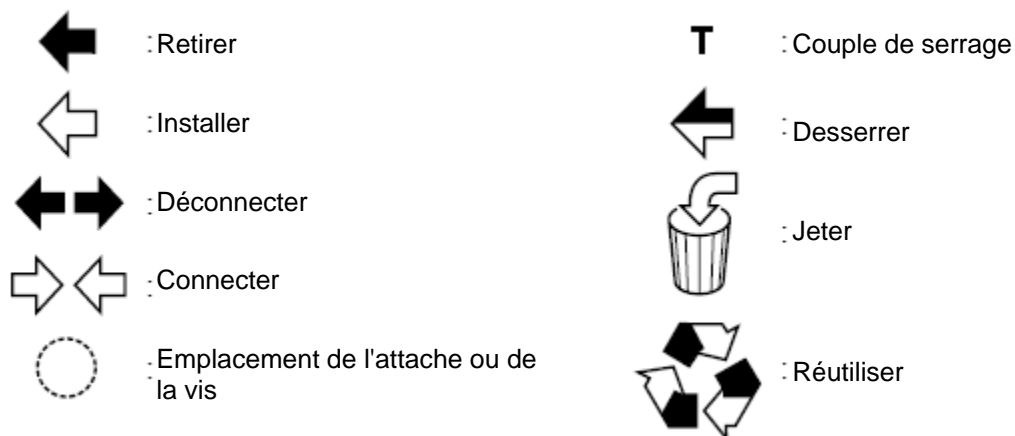 : Retirer
: Installer
: Déconnecter
: Connecter
: Emplacement de l'attache ou de
la vis
T : Couple de serrage
: Desserrer
: Jeter
: Réutiliser